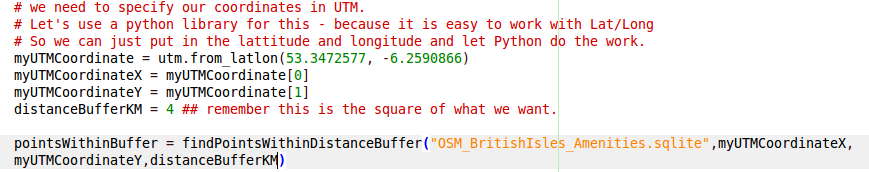 # we need to specify our coordinates in UTM.
# Let's use a python library for this - because it is easy to work with Lat/Long
# So we can just put in the lattitude and longitude and let Python do the work.
myUTMCoordinate = utm.from_latlon(53.3472577, -6.2590866)
myUTMCoordinateX = myUTMCoordinate[0]
myUTMCoordinateY = myUTMCoordinate[1]
distanceBufferKM = 4 ## remember this is the square of what we want.
pointsWithinBuffer = findPointsWithinDistanceBuffer("OSM_BritishIsles_Amenities.sqlite",myUTMCoordinateX,
myUTMCoordinateY,distanceBufferKM)